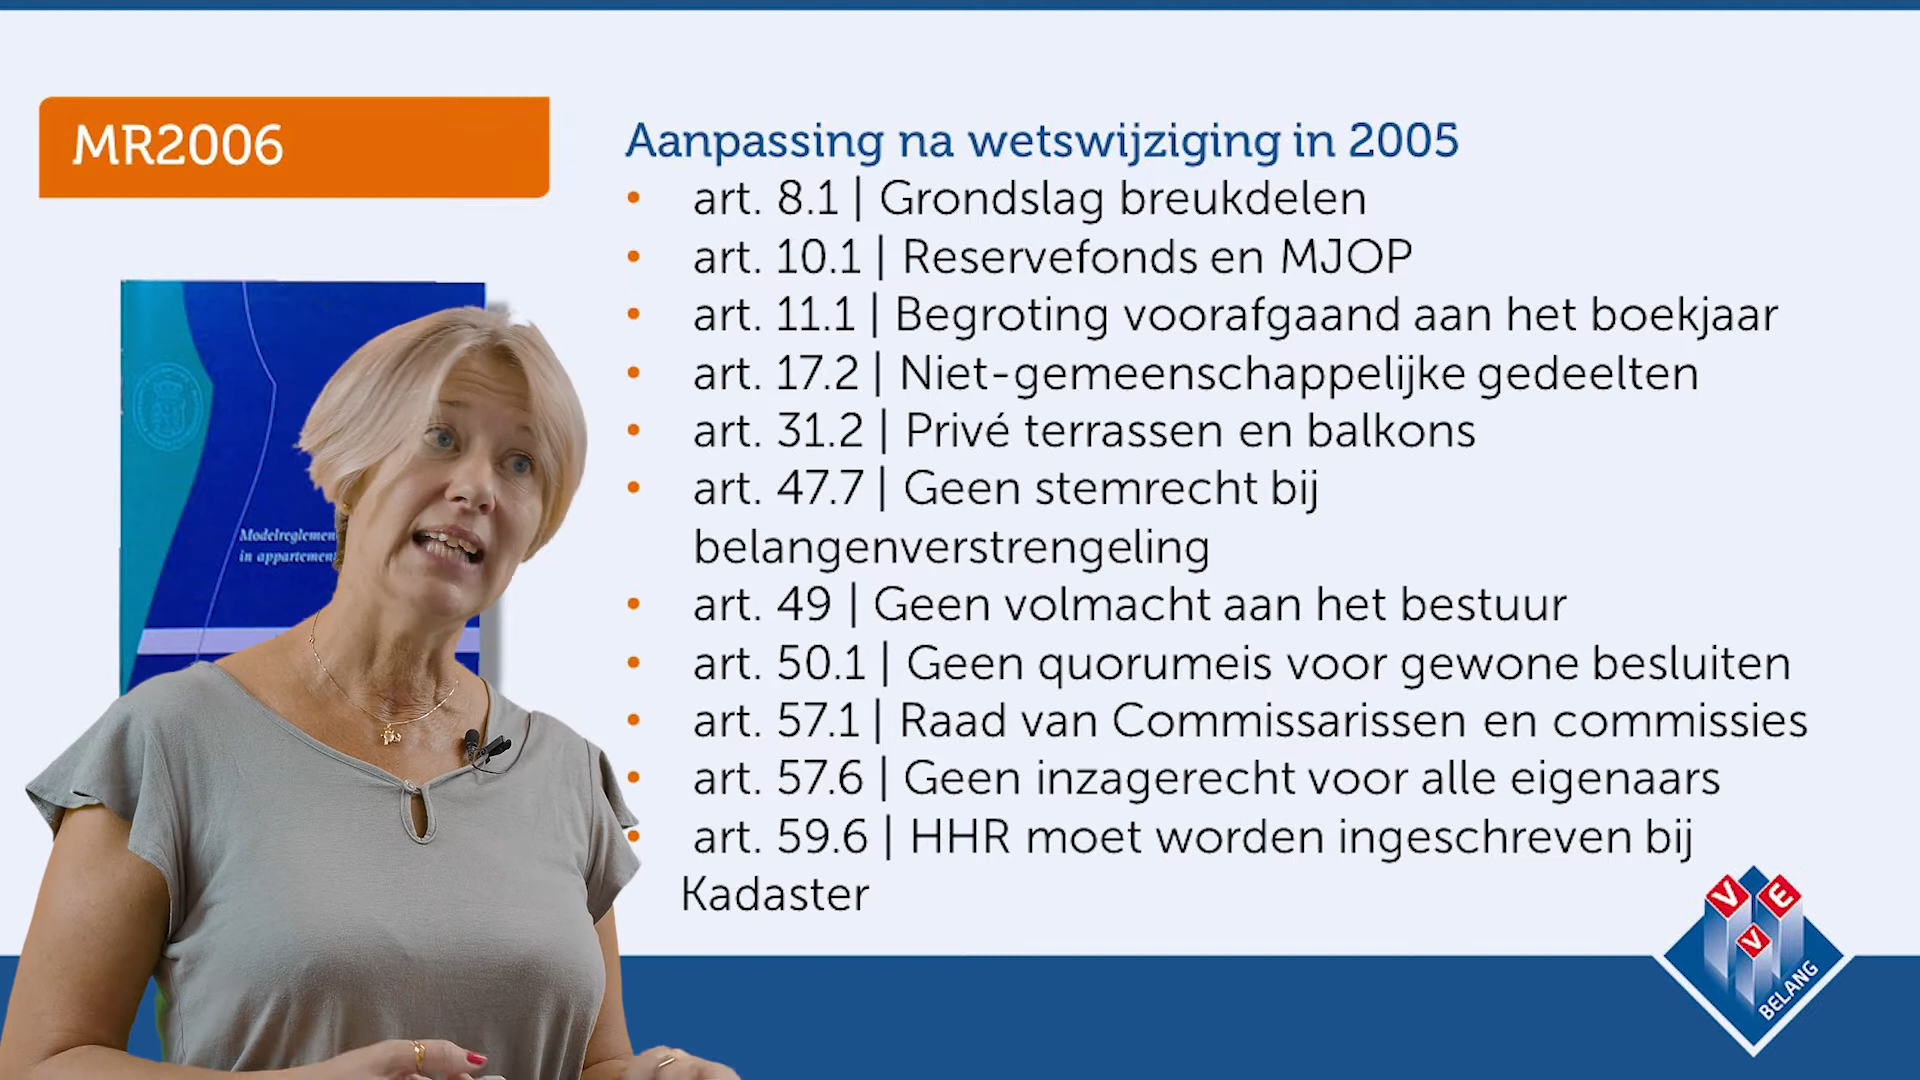 MR2006
Aanpassing na wetswijziging in 2005
• art. 8.1 | Grondslag breukdelen
• art. 10.1 | Reservefonds en MJOP
• art. 11.1 | Begroting voorafgaand aan het boekjaar
• art. 17.2 | Niet-gemeenschappelijke gedeelten
• art. 31.2 | Privé terrassen en balkons
• art. 47.7 | Geen stemrecht bij
belangenverstrengeling
• art. 49 | Geen volmacht aan het bestuur
• art. 50.1 | Geen quorumeis voor gewone besluiten
• art. 57.1 | Raad van Commissarissen en commissies
• art. 57.6 | Geen inzagerecht voor alle eigenaars
• art. 59.6 | HHR moet worden ingeschreven bij
Kadaster
in
V V E
BELANG